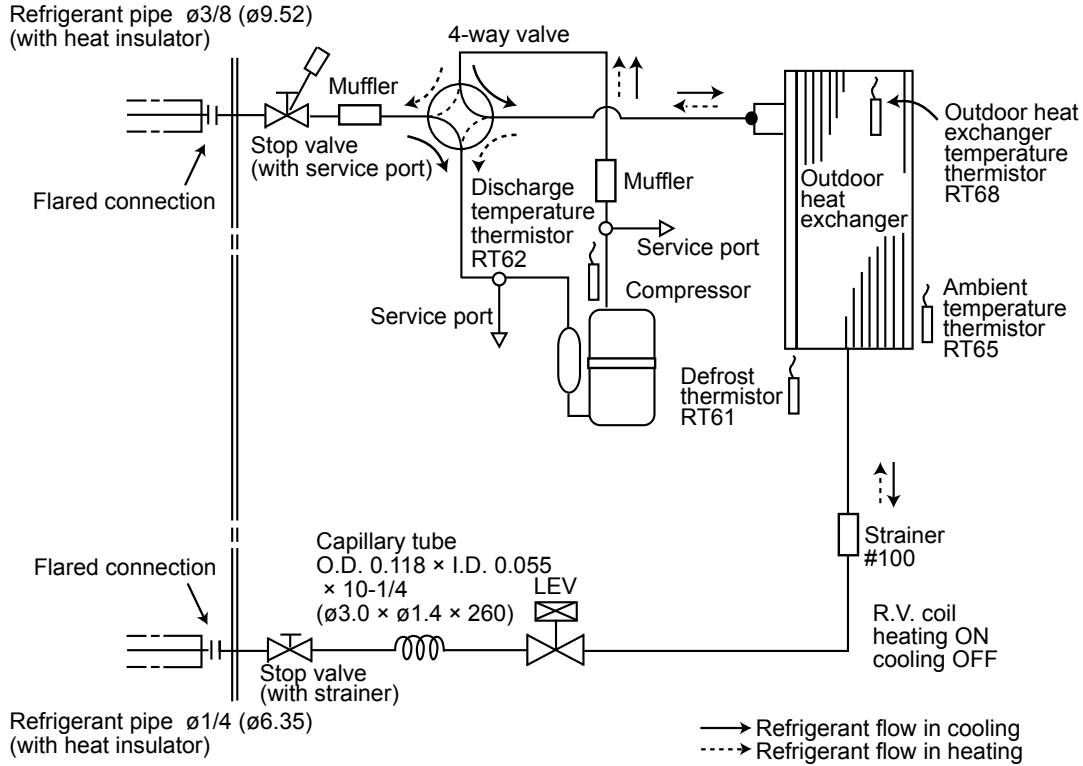 Refrigerant pipe ø3/8 (ø9.52)
(with heat insulator)
4-way valve
Muffler
Stop valve
(with service port)
Flared connection
Discharge
temperature
thermistor
RT62
Muffler
Service port
Service port
Compressor
Outdoor
heat
exchanger
Outdoor heat
exchanger
temperature
thermistor
RT68
Ambient
temperature
thermistor
RT65
Defrost
thermistor
RT61
Flared connection
Capillary tube
O.D. 0.118 × I.D. 0.055
× 10-1/4
(ø3.0 × ø1.4 × 260)
LEV
Strainer
#100
R.V. coil
heating ON
cooling OFF
Stop valve
(with strainer)
Refrigerant pipe ø1/4 (ø6.35)
(with heat insulator)
Refrigerant flow in cooling
Refrigerant flow in heating